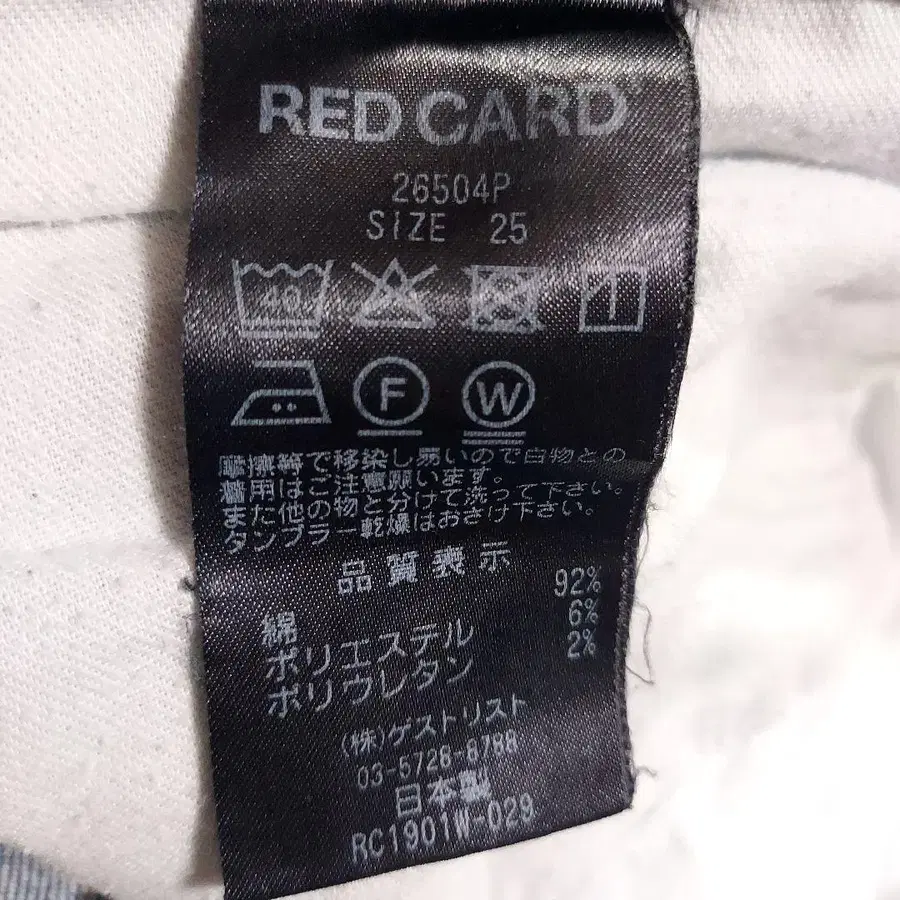 RED CARD
26504P
SIZE 25
40
F W
摩擦等で移染し易いので白物との
着用はご注意願います。
また他の物と分けて洗って下さい。
タンブラー乾燥はおさけ下さい。
品質表示
綿 92%
ポリエステル 6%
ポリウレタン 2%
(株)ゲストリスト
03-5728-8788
日本製
RC1901W-029